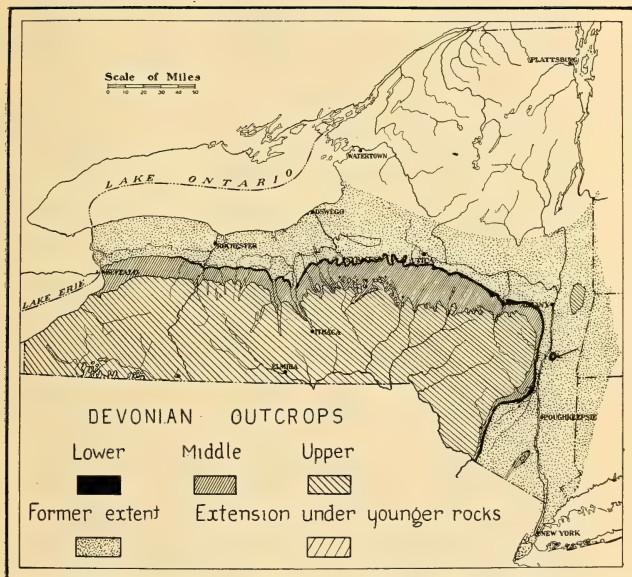 PLATTSBURG
Scale of Miles
0 10 20 30 40 50
WATERTOWN
LAKE ONTARIO
OSWEGO
ROCHESTER
UTICA
BUFFALO
LAKE ERIE
ITHACA
ELMIRA
POUGHKEEPSIE
DEVONIAN OUTCROPS
Lower Middle Upper
Former extent Extension under younger rocks
NEW YORK